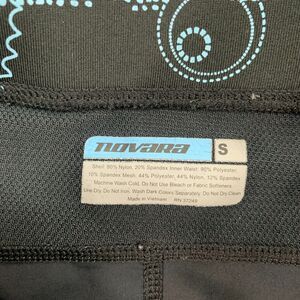 novara S
Shell: 80% Nylon, 20% Spandex Inner Waist: 90% Polyester,
10% Spandex Mesh: 44% Polyester, 44% Nylon, 12% Spandex
Machine Wash Cold. Do Not Use Bleach or Fabric Softeners
Line Dry. Do Not Iron. Wash Dark Colors Separately. Do Not Dry Clean
Made in Vietnam RN 37249